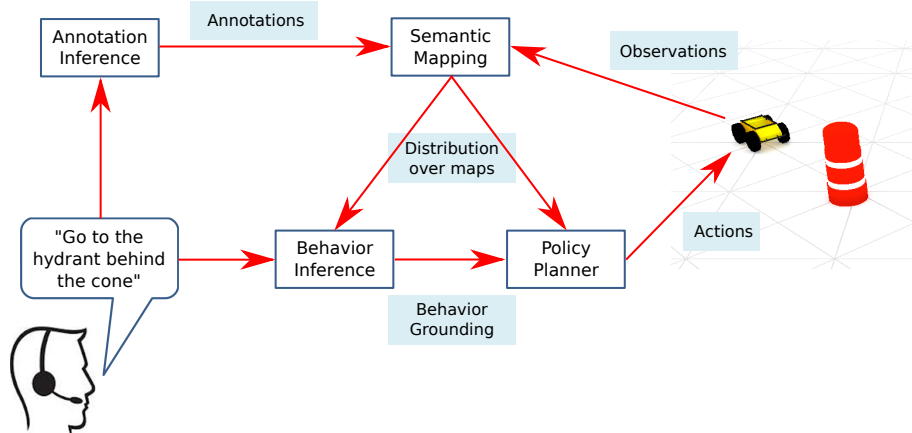 Annotations
Annotation
Inference
Semantic
Mapping
Observations
Distribution
over maps
Actions
"Go to the
hydrant behind
the cone"
Behavior
Inference
Policy
Planner
Behavior
Grounding